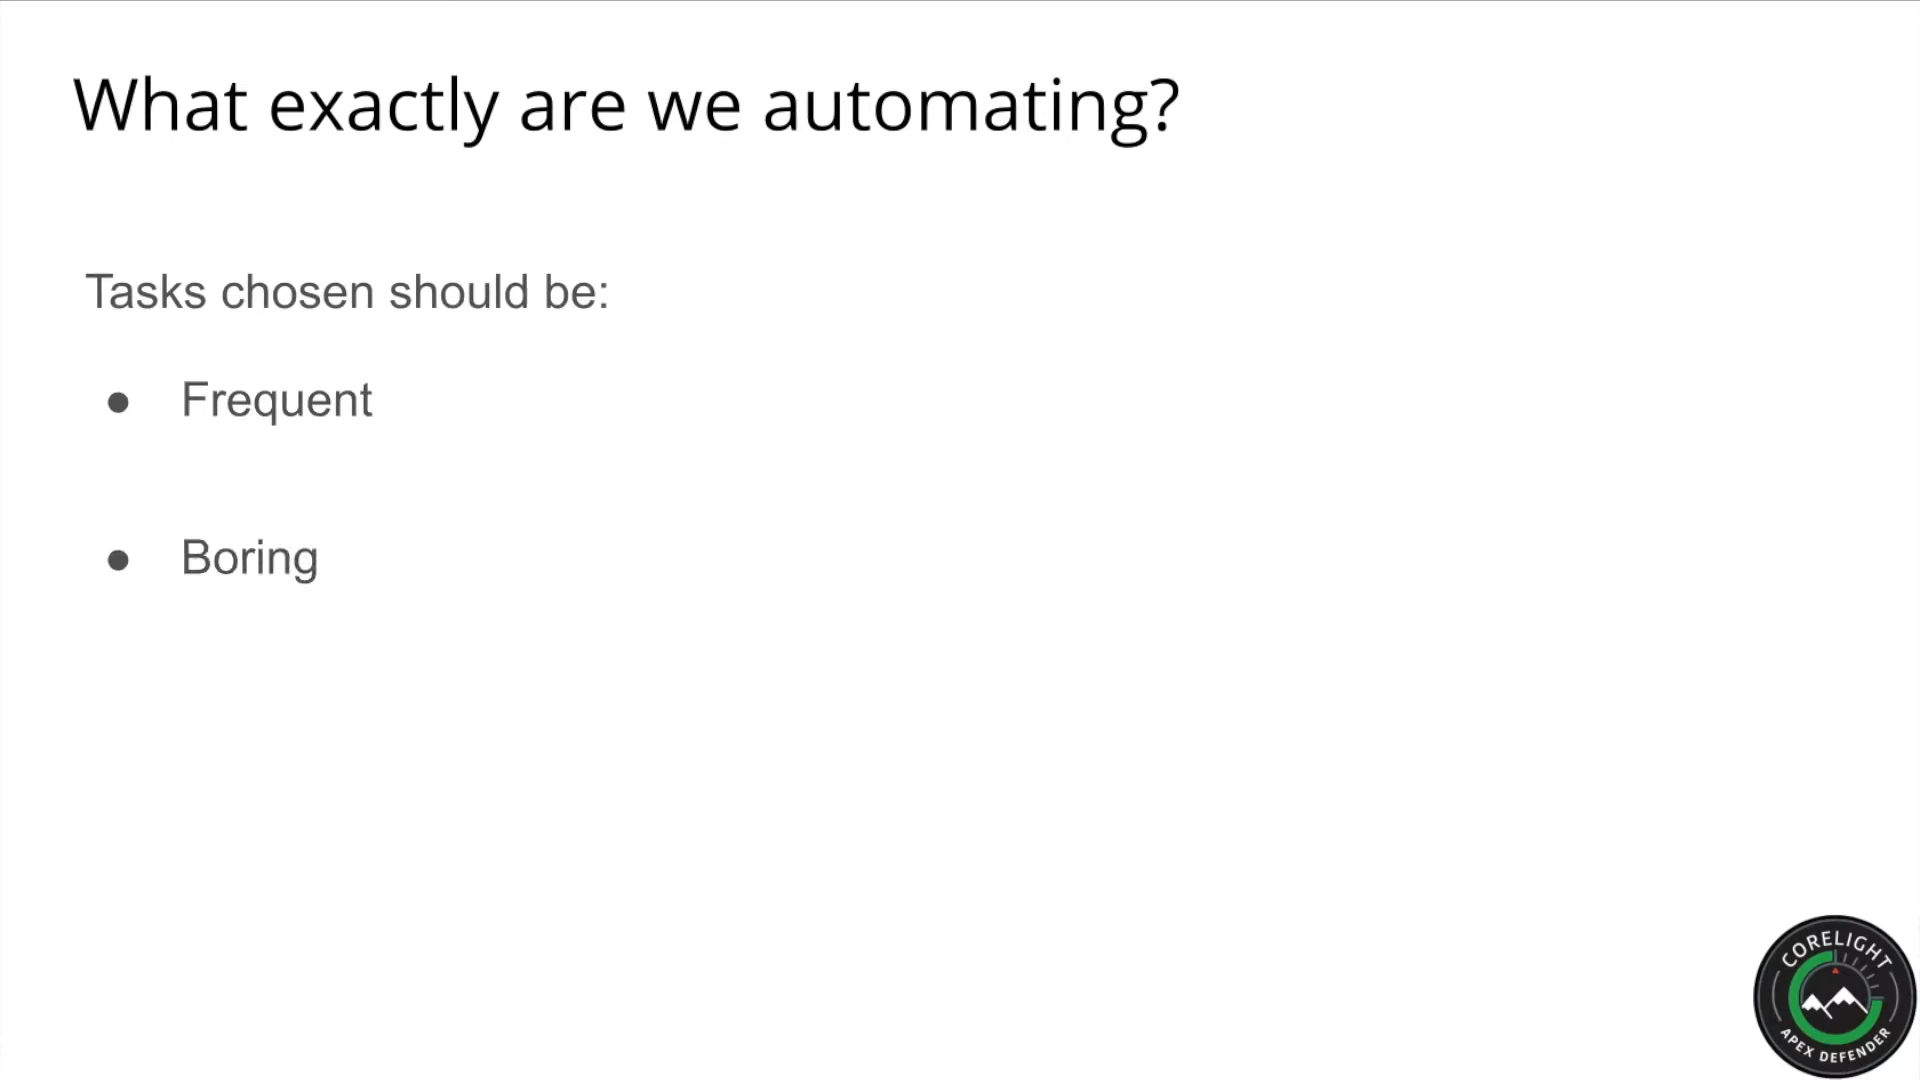 What exactly are we automating?
Tasks chosen should be:
● Frequent
● Boring
CORELIGHT
APEX DEFENDER